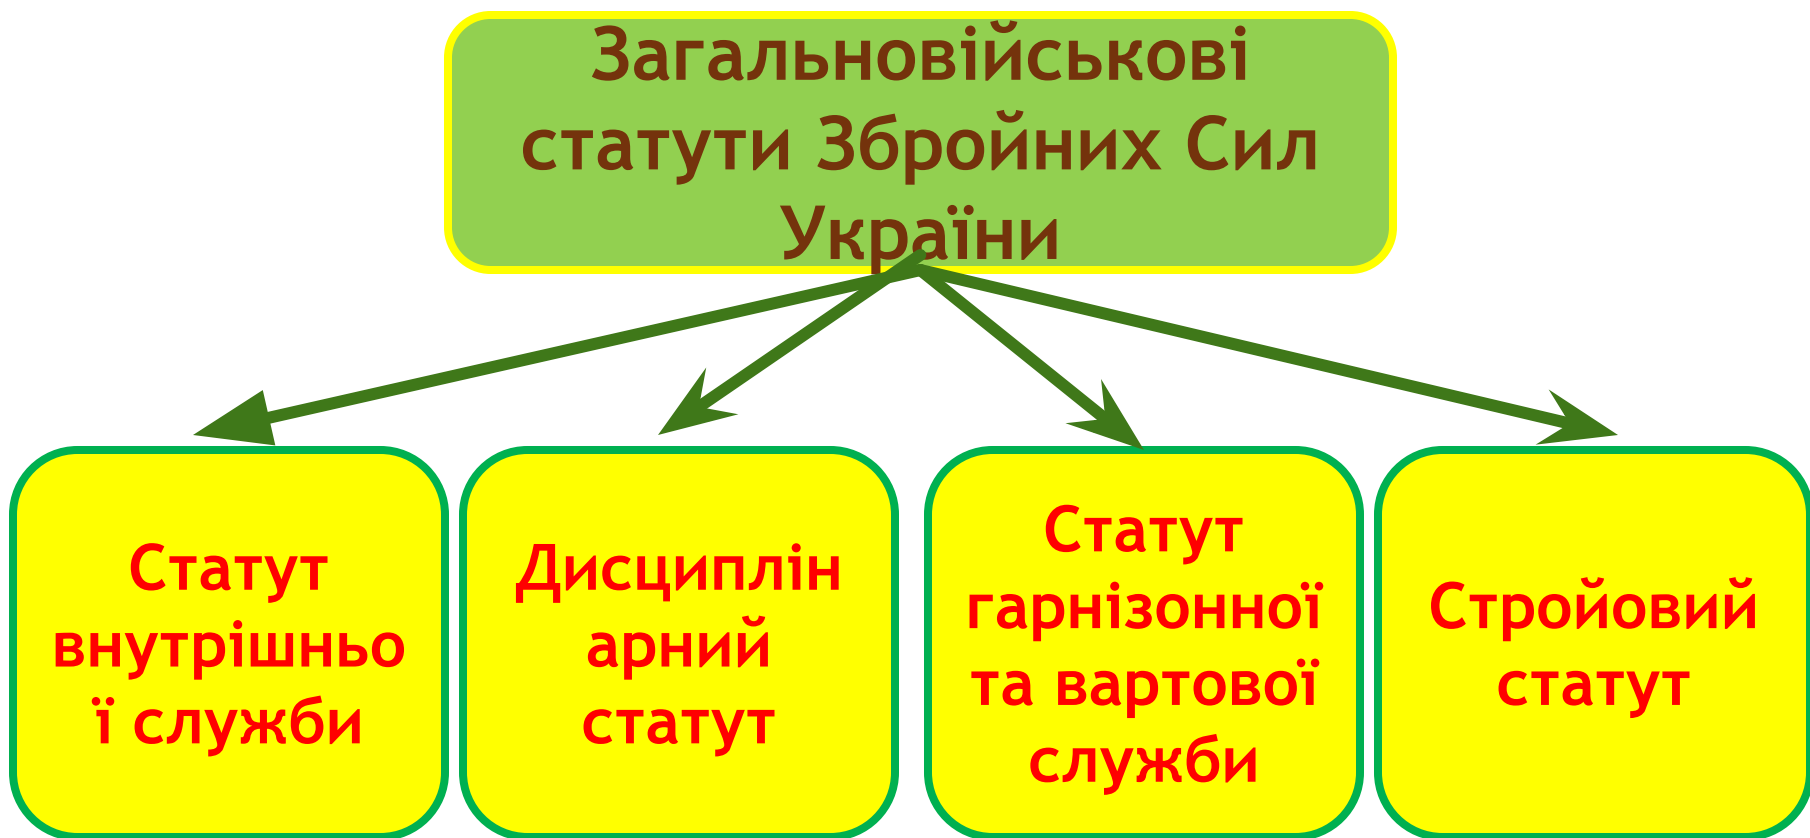 Загальновійськові
статути Збройних Сил
України
Статут
внутрішньо
ї служби
Дисциплін
арний
статут
Статут
гарнізонної
та вартової
служби
Стройовий
статут